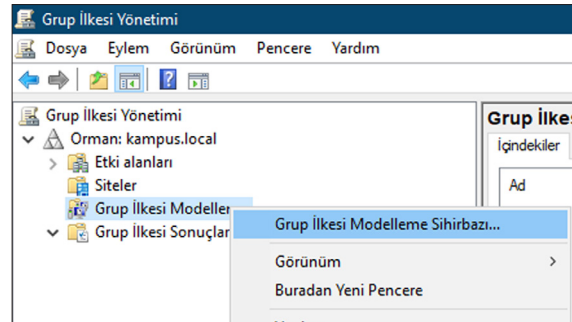 Grup İlkesi Yönetimi
Dosya Eylem Görünüm Pencere Yardım
Grup İlkesi Yönetimi
Orman: kampus.local
Etki alanları
Siteler
Grup İlkesi Modeller
Grup İlkesi Sonuçlar
Grup İlke
İçindekiler
Ad
Grup İlkesi Modelleme Sihirbazı...
Görünüm
Buradan Yeni Pencere